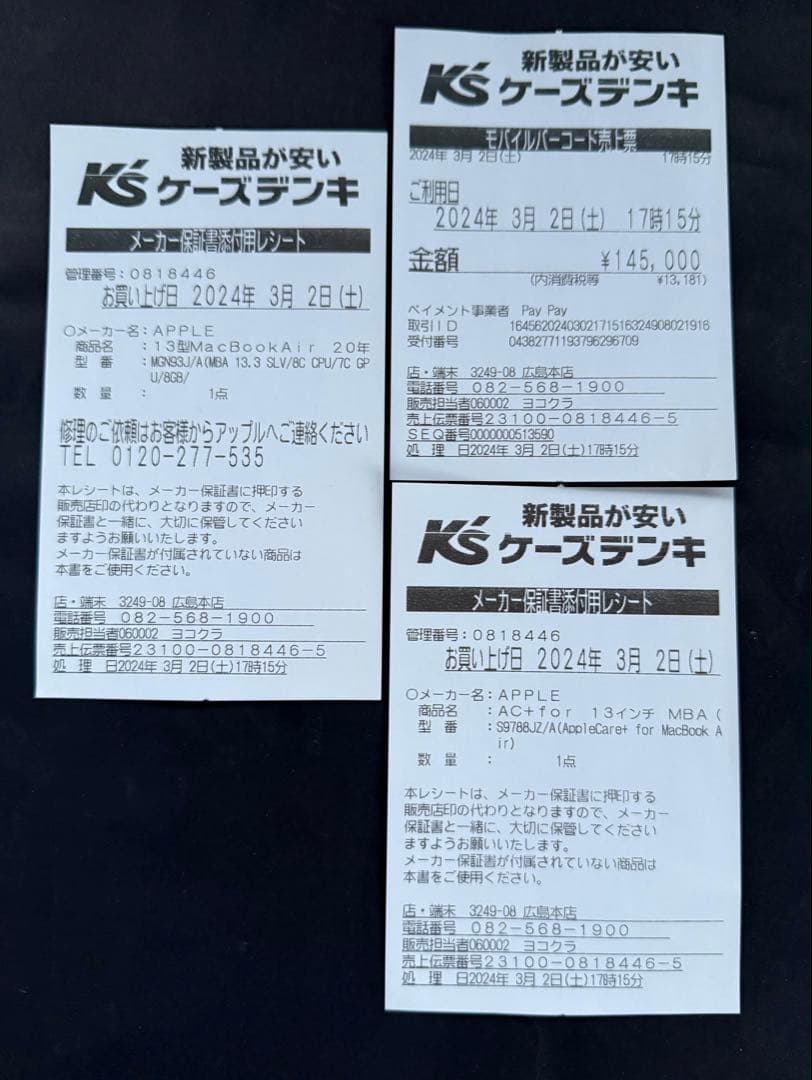 新製品が安い
K's ケーズデンキ
メーカー保証書添付用レシート
管理番号:0818446
お買い上げ日 2024年 3月 2日(土)
○メーカー名:APPLE
商品名 :13型MacBookAir 20年
型 番 :MGN93J/A(MBA 13.3 SLV/8C CPU/7C GP
U/8GB/
数 量 : 1点
修理のご依頼はお客様からアップルへご連絡ください
TEL 0120-277-535
本レシートは、メーカー保証書に押印する
販売店印の代わりとなりますので、メーカー
保証書と一緒に、大切に保管してください
ますようお願いいたします。
メーカー保証書が付属されていない商品は
本書をご使用ください。
店・端末 3249-08 広島本店
電話番号 082-568-1900
販売担当者060002 ヨコクラ
売上伝票番号23100-0818446-5
処 理 日2024年 3月 2日(土)17時15分
新製品が安い
K's ケーズデンキ
モバイルバーコード売上票
2024年 3月 2日(土) 17時15分
ご利用日
2024年 3月 2日(土) 17時15分
金額 ¥145,000
(内消費税等 ¥13,181)
ペイメント事業者 PayPay
取引ID 16456202403021715163249080219​16
受付番号 04382771193796296709
店・端末 3249-08 広島本店
電話番号 082-568-1900
販売担当者060002 ヨコクラ
売上伝票番号23100-0818446-5
SEQ番号0000000513590
処 理 日2024年 3月 2日(土)17時15分
新製品が安い
K's ケーズデンキ
メーカー保証書添付用レシート
管理番号:0818446
お買い上げ日 2024年 3月 2日(土)
○メーカー名:APPLE
商品名 :AC+for 13インチ MBA(
型 番 :S9788JZ/A(AppleCare+ for MacBook A
ir)
数 量 : 1点
本レシートは、メーカー保証書に押印する
販売店印の代わりとなりますので、メーカー
保証書と一緒に、大切に保管してください
ますようお願いいたします。
メーカー保証書が付属されていない商品は
本書をご使用ください。
店・端末 3249-08 広島本店
電話番号 082-568-1900
販売担当者060002 ヨコクラ
売上伝票番号23100-0818446-5
処 理 日2024年 3月 2日(土)17時15分